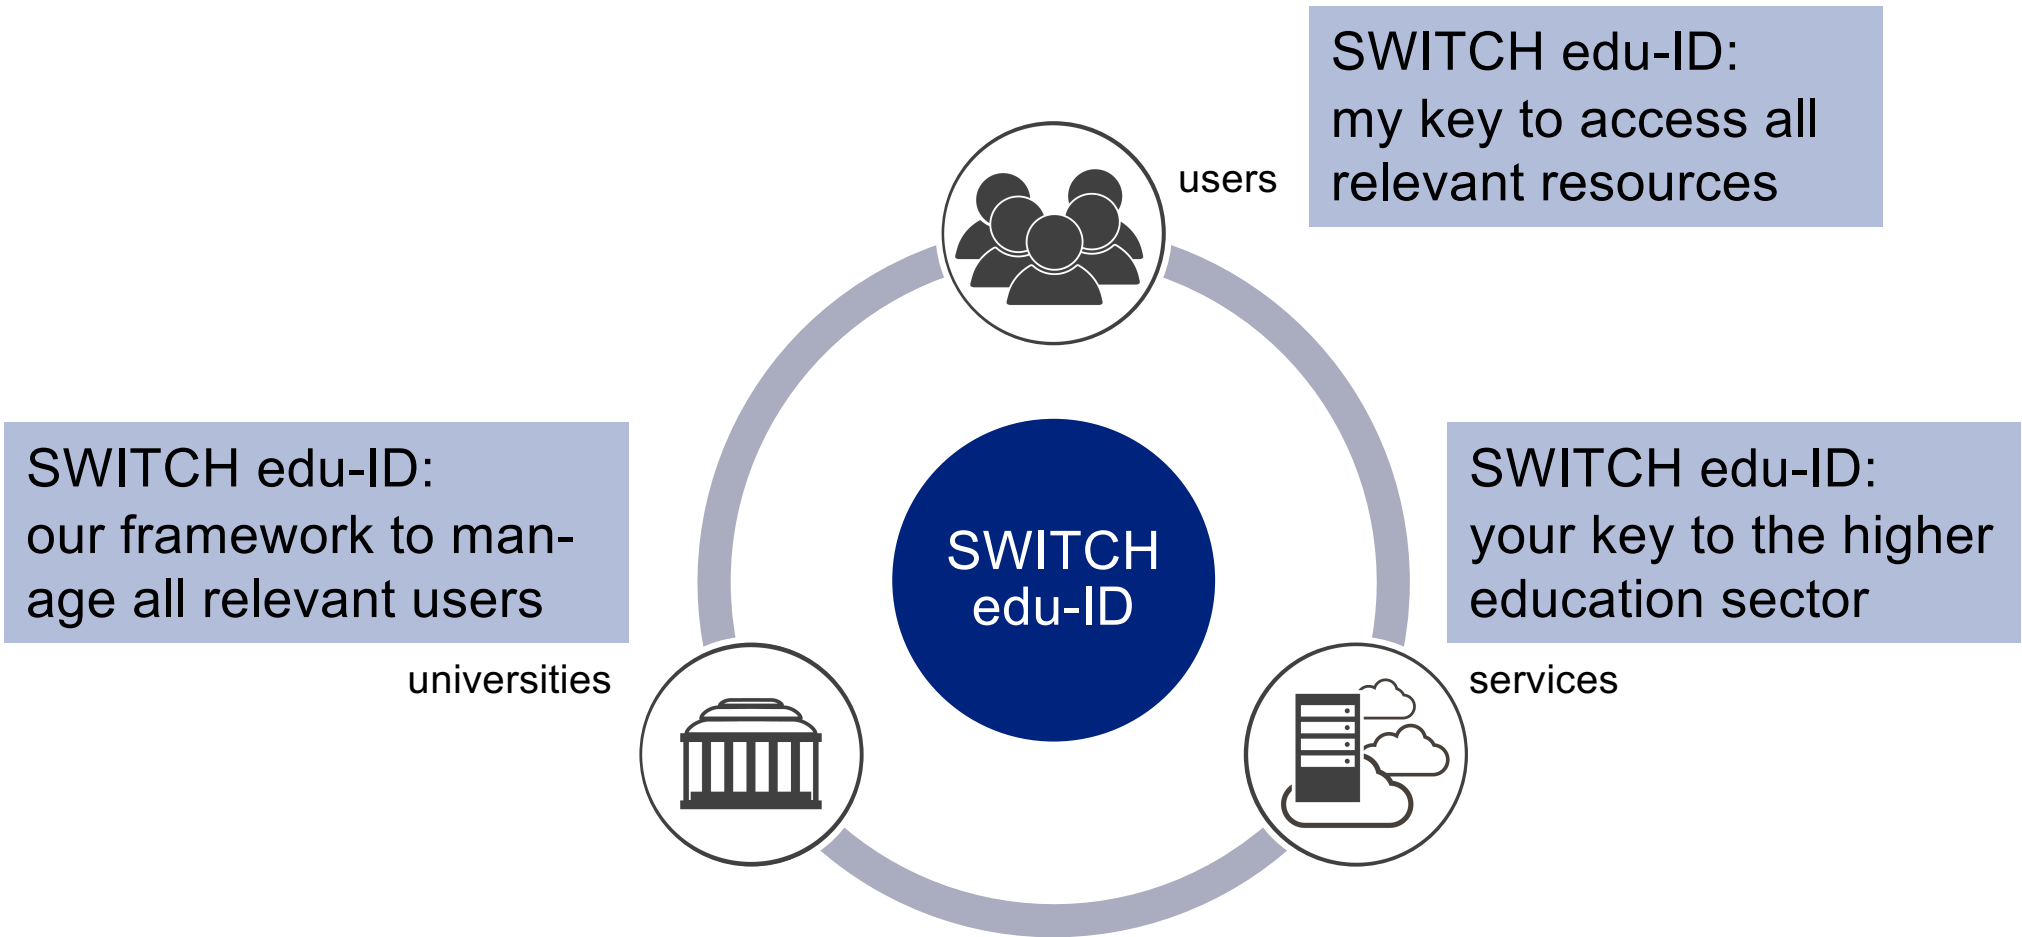 SWITCH edu-ID:
my key to access all
relevant resources
users
SWITCH edu-ID:
our framework to man-
age all relevant users
universities
SWITCH
edu-ID
SWITCH edu-ID:
your key to the higher
education sector
services